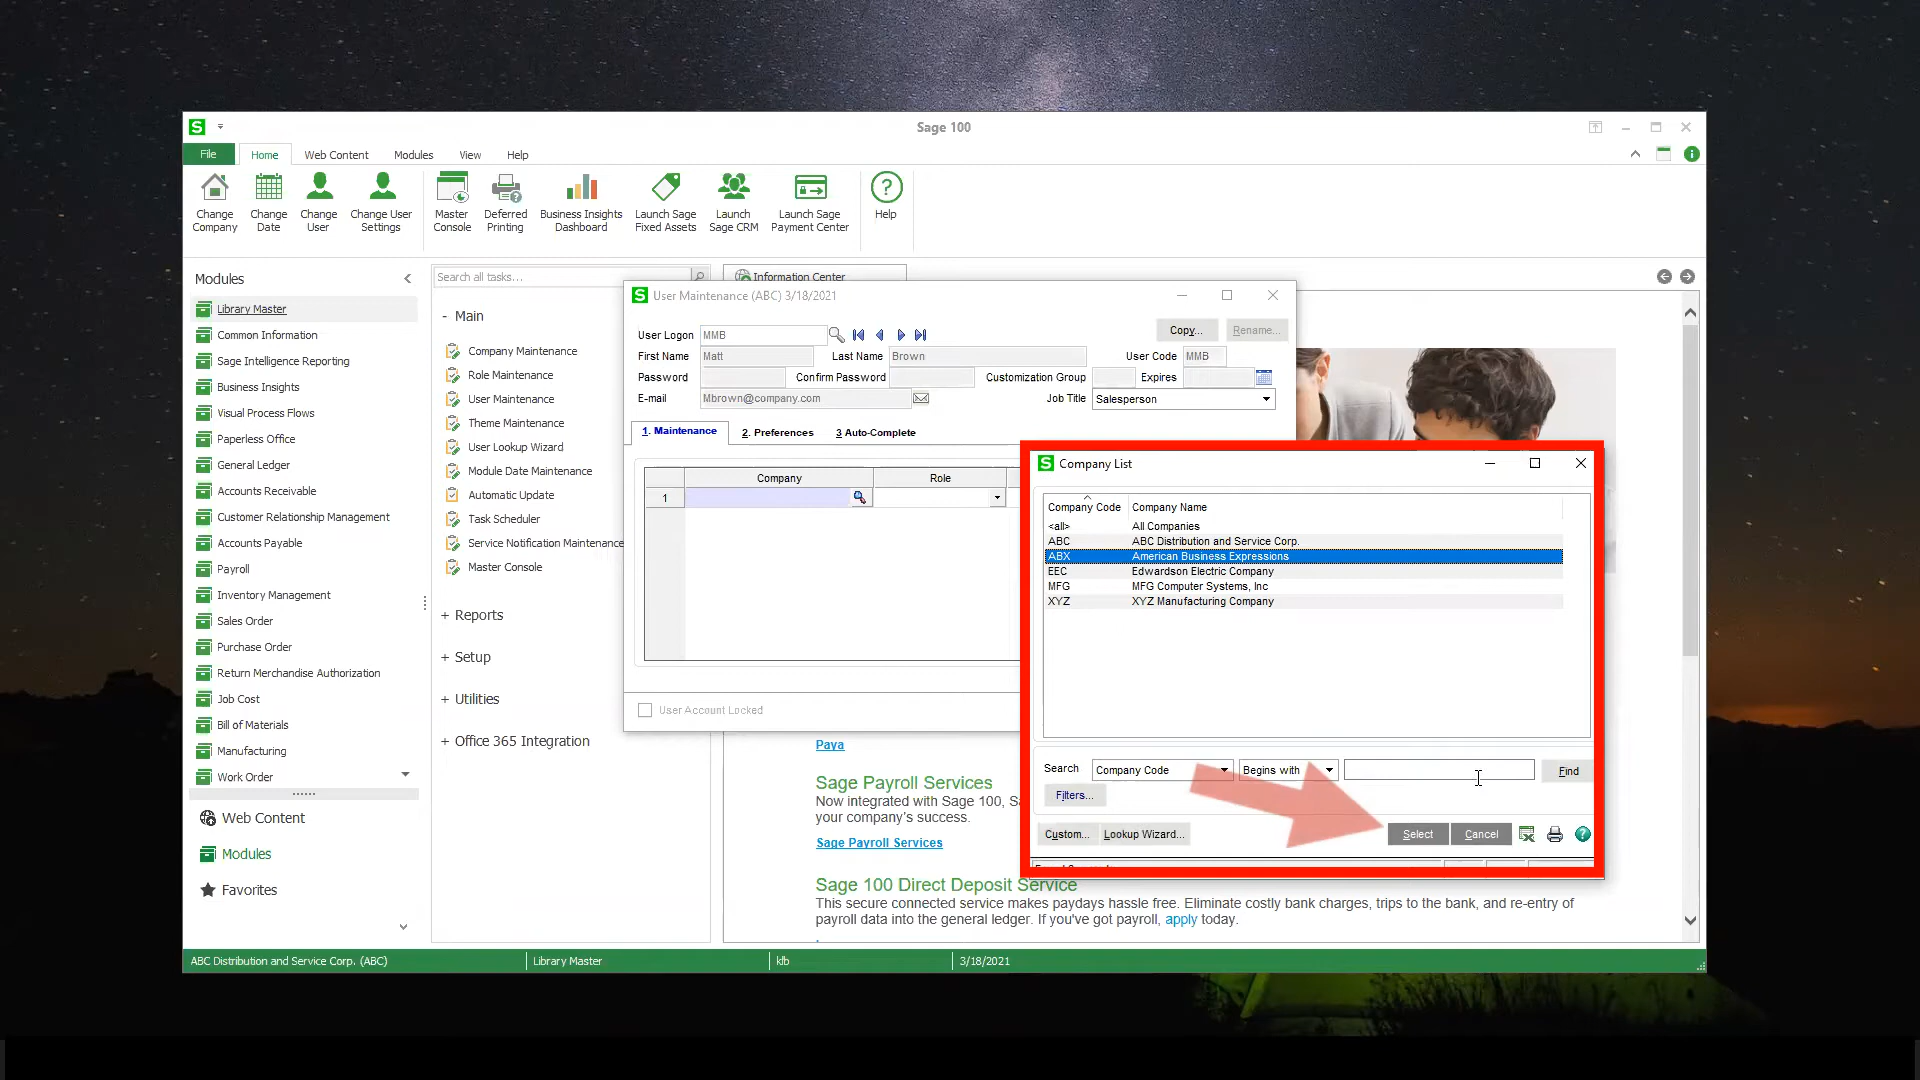 S
Sage 100
File
Home
Web Content
Modules
View
Help
Change Company
Change Date
Change User
Change User Settings
Master Console
Deferred Printing
Business Insights Dashboard
Launch Sage Fixed Assets
Launch Sage CRM
Launch Sage Payment Center
Help
Modules
Library Master
Common Information
Sage Intelligence Reporting
Business Insights
Visual Process Flows
Paperless Office
General Ledger
Accounts Receivable
Customer Relationship Management
Accounts Payable
Payroll
Inventory Management
Sales Order
Purchase Order
Return Merchandise Authorization
Job Cost
Bill of Materials
Manufacturing
Work Order
Web Content
Modules
Favorites
Search all tasks...
- Main
Company Maintenance
Role Maintenance
User Maintenance
Theme Maintenance
User Lookup Wizard
Module Date Maintenance
Automatic Update
Task Scheduler
Service Notification Maintenance
Master Console
+ Reports
+ Setup
+ Utilities
+ Office 365 Integration
Information Center
S User Maintenance (ABC) 3/18/2021
User Logon MMB
Copy... Rename...
First Name Matt Last Name Brown User Code MMB
Password Confirm Password Customization Group Expires
E-mail Mbrown@company.com Job Title Salesperson
1. Maintenance 2. Preferences 3 Auto-Complete
Company Role
1
User Account Locked
S Company List
Company Code Company Name
<all> All Companies
ABC ABC Distribution and Service Corp.
ABX American Business Expressions
EEC Edwardson Electric Company
MFG MFG Computer Systems, Inc
XYZ XYZ Manufacturing Company
Search Company Code Begins with Find
Filters...
Custom... Lookup Wizard... Select Cancel
Paya
Sage Payroll Services
Now integrated with Sage 100, S
your company's success.
Sage Payroll Services
Sage 100 Direct Deposit Service
This secure connected service makes paydays hassle free. Eliminate costly bank charges, trips to the bank, and re-entry of
payroll data into the general ledger. If you've got payroll, apply today.
ABC Distribution and Service Corp. (ABC) Library Master kfb 3/18/2021